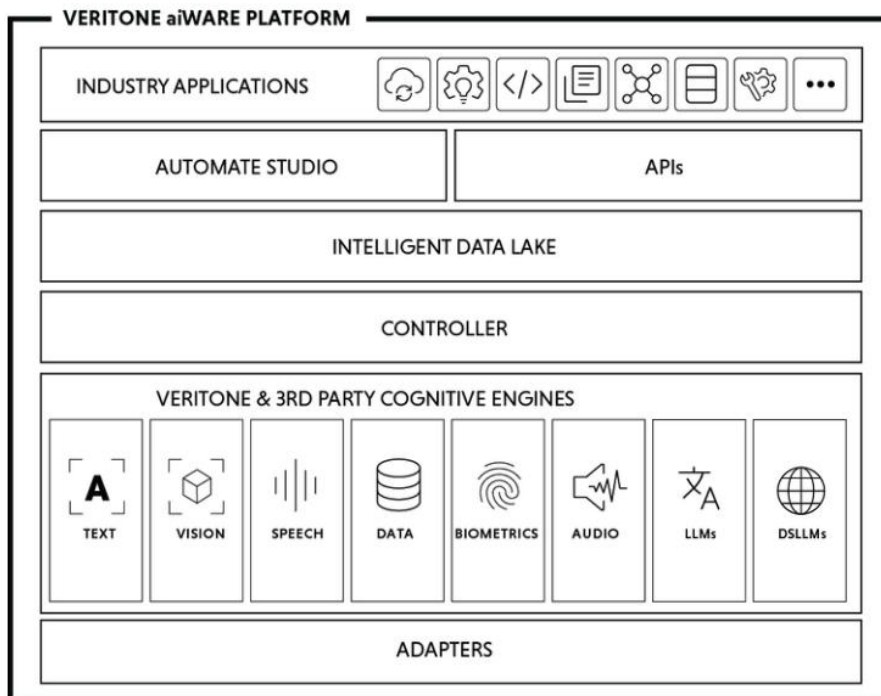 VERITONE aiWARE PLATFORM
INDUSTRY APPLICATIONS
AUTOMATE STUDIO
APIs
INTELLIGENT DATA LAKE
CONTROLLER
VERITONE & 3RD PARTY COGNITIVE ENGINES
TEXT
VISION
SPEECH
DATA
BIOMETRICS
AUDIO
LLMs
DSLLMs
ADAPTERS